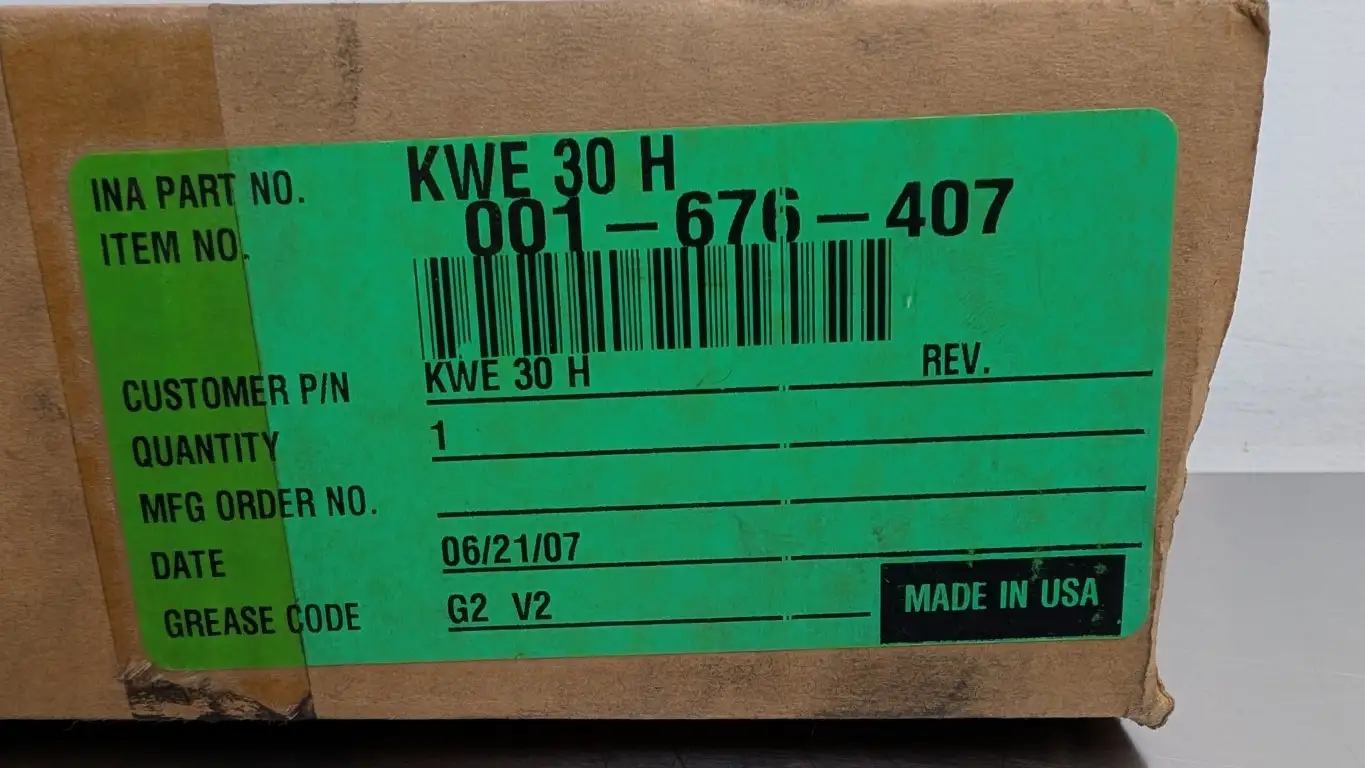 INA PART NO. KWE 30 H
ITEM NO. 001-676-407
CUSTOMER P/N KWE 30 H REV.
QUANTITY 1
MFG ORDER NO.
DATE 06/21/07
GREASE CODE G2 V2
MADE IN USA